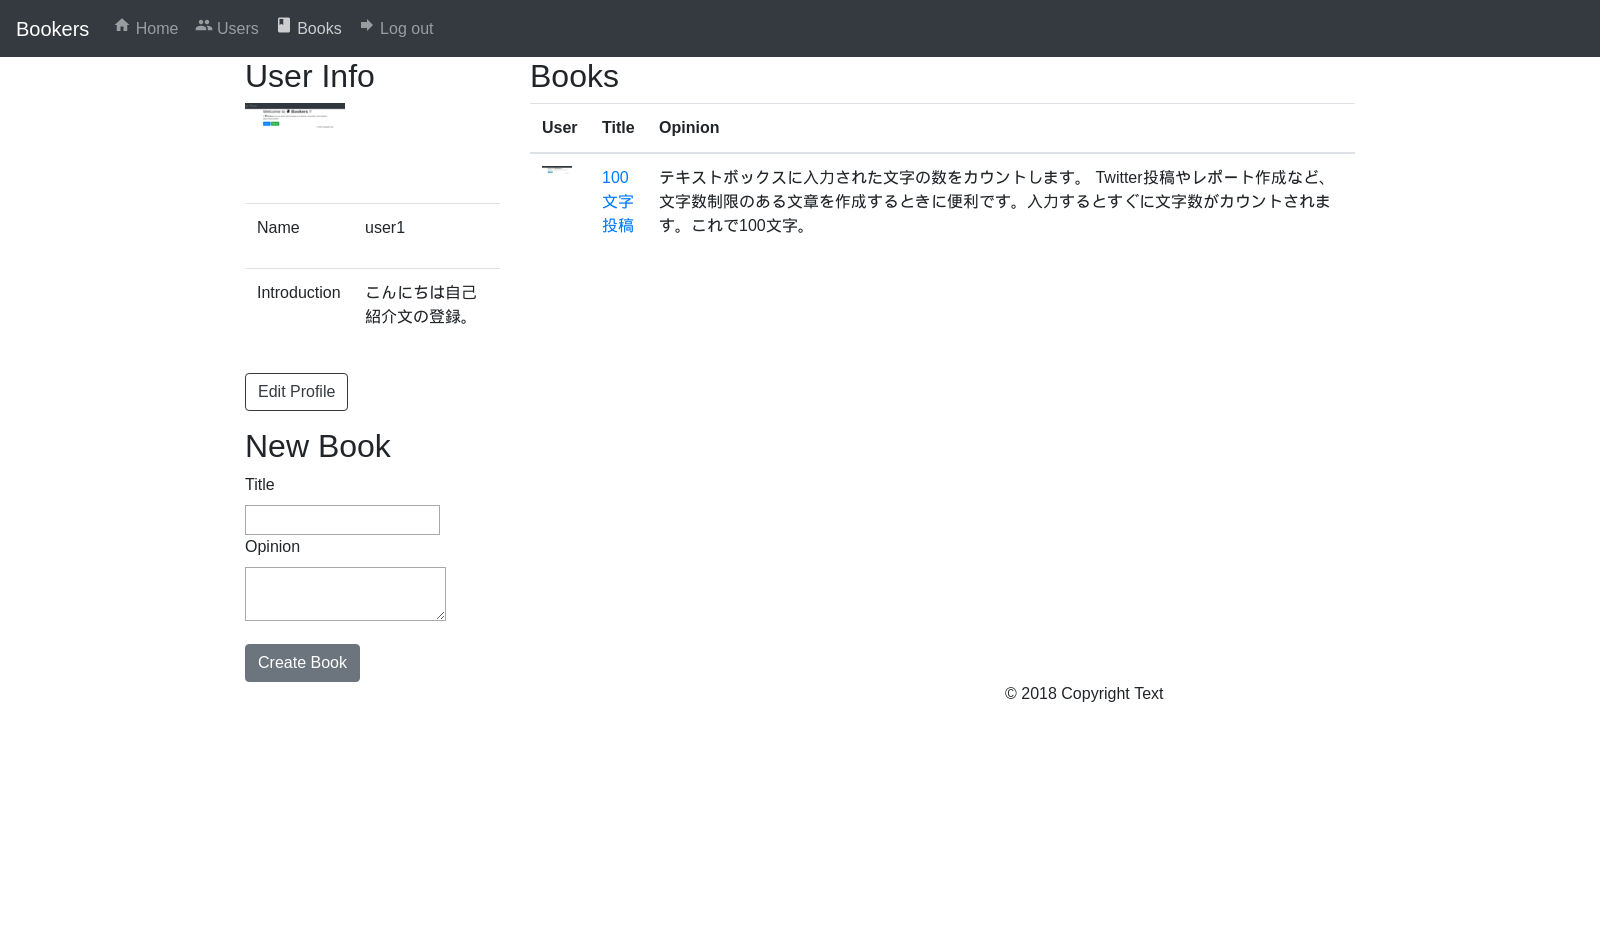 Bookers Home Users Books Log out
User Info
Welcome to Bookers !
Name user1
Introduction こんにちは自己
紹介文の登録。
Edit Profile
New Book
Title
Opinion
Create Book
Books
User Title Opinion
100
文字
投稿
テキストボックスに入力された文字の数をカウントします。 Twitter投稿やレポート作成など、
文字数制限のある文章を作成するときに便利です。入力するとすぐに文字数がカウントされま
す。これで100文字。
© 2018 Copyright Text